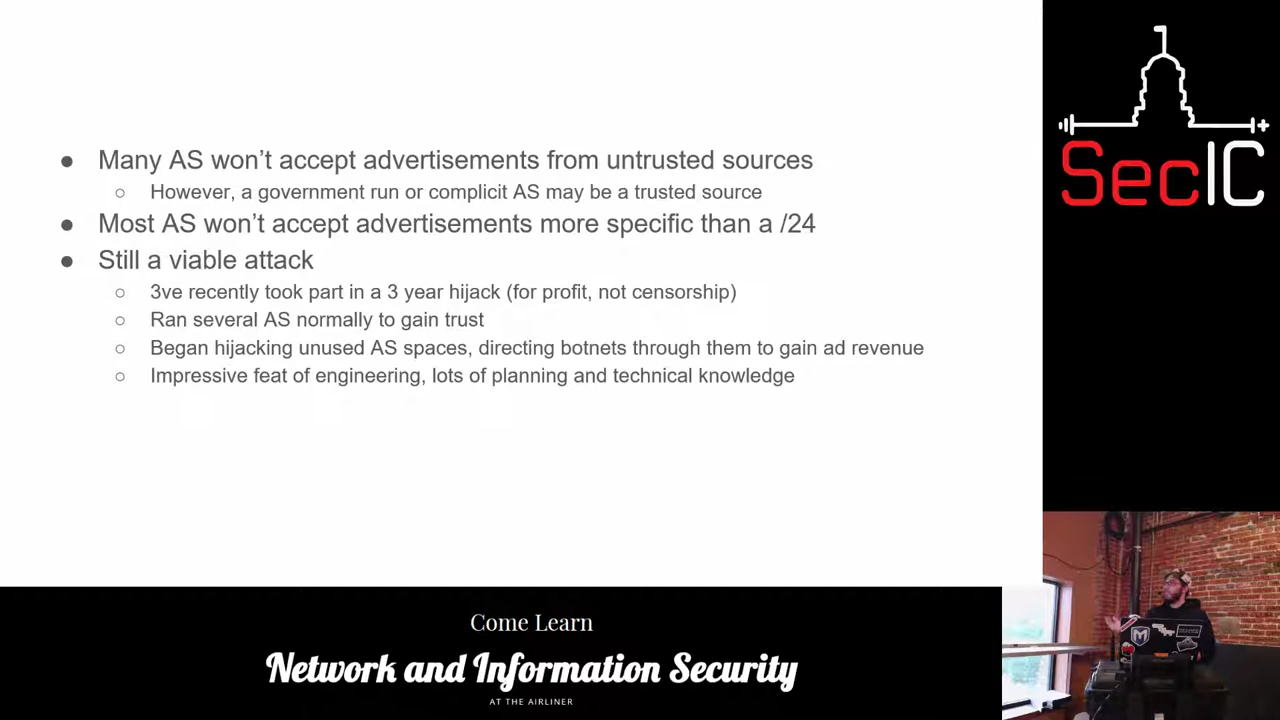 Many AS won't accept advertisements from untrusted sources
However, a government run or complicit AS may be a trusted source
Most AS won't accept advertisements more specific than a /24
Still a viable attack
3ve recently took part in a 3 year hijack (for profit, not censorship)
Ran several AS normally to gain trust
Began hijacking unused AS spaces, directing botnets through them to gain ad revenue
Impressive feat of engineering, lots of planning and technical knowledge
SecIC
Come Learn
Network and Information Security
AT THE AIRLINER